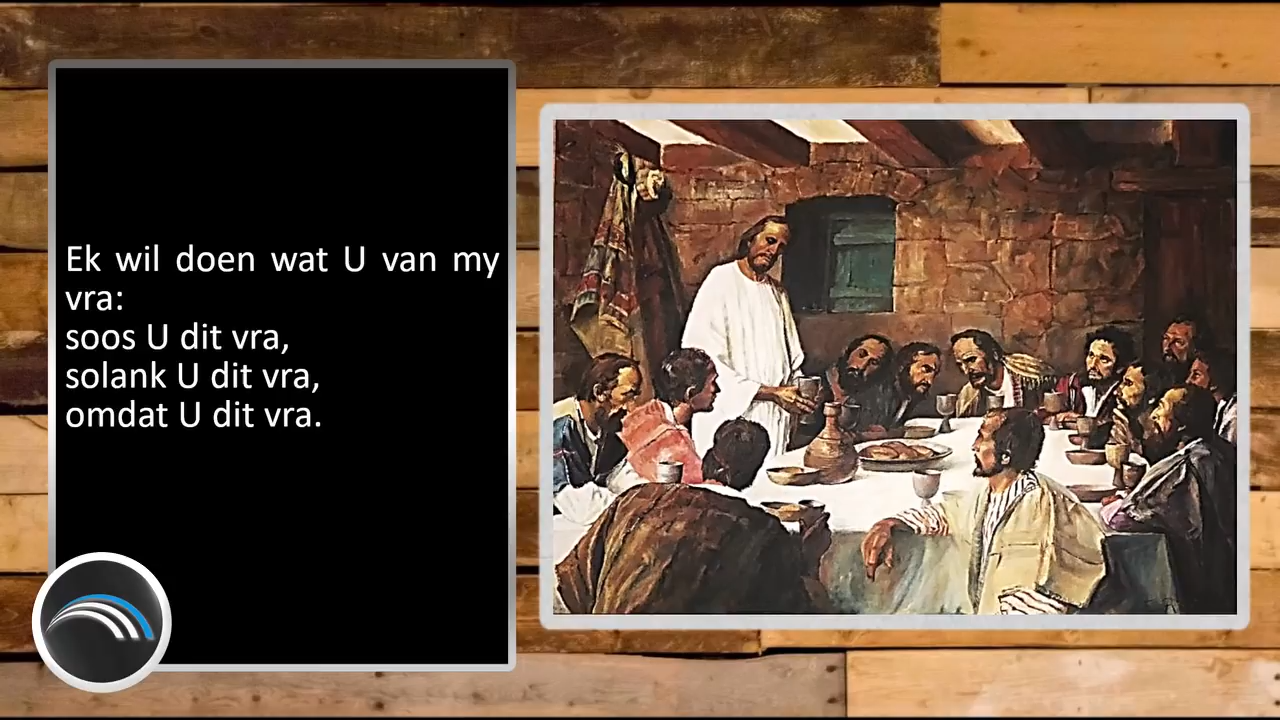 Ek wil doen wat U van my
vra:
soos U dit vra,
solank U dit vra,
omdat U dit vra.